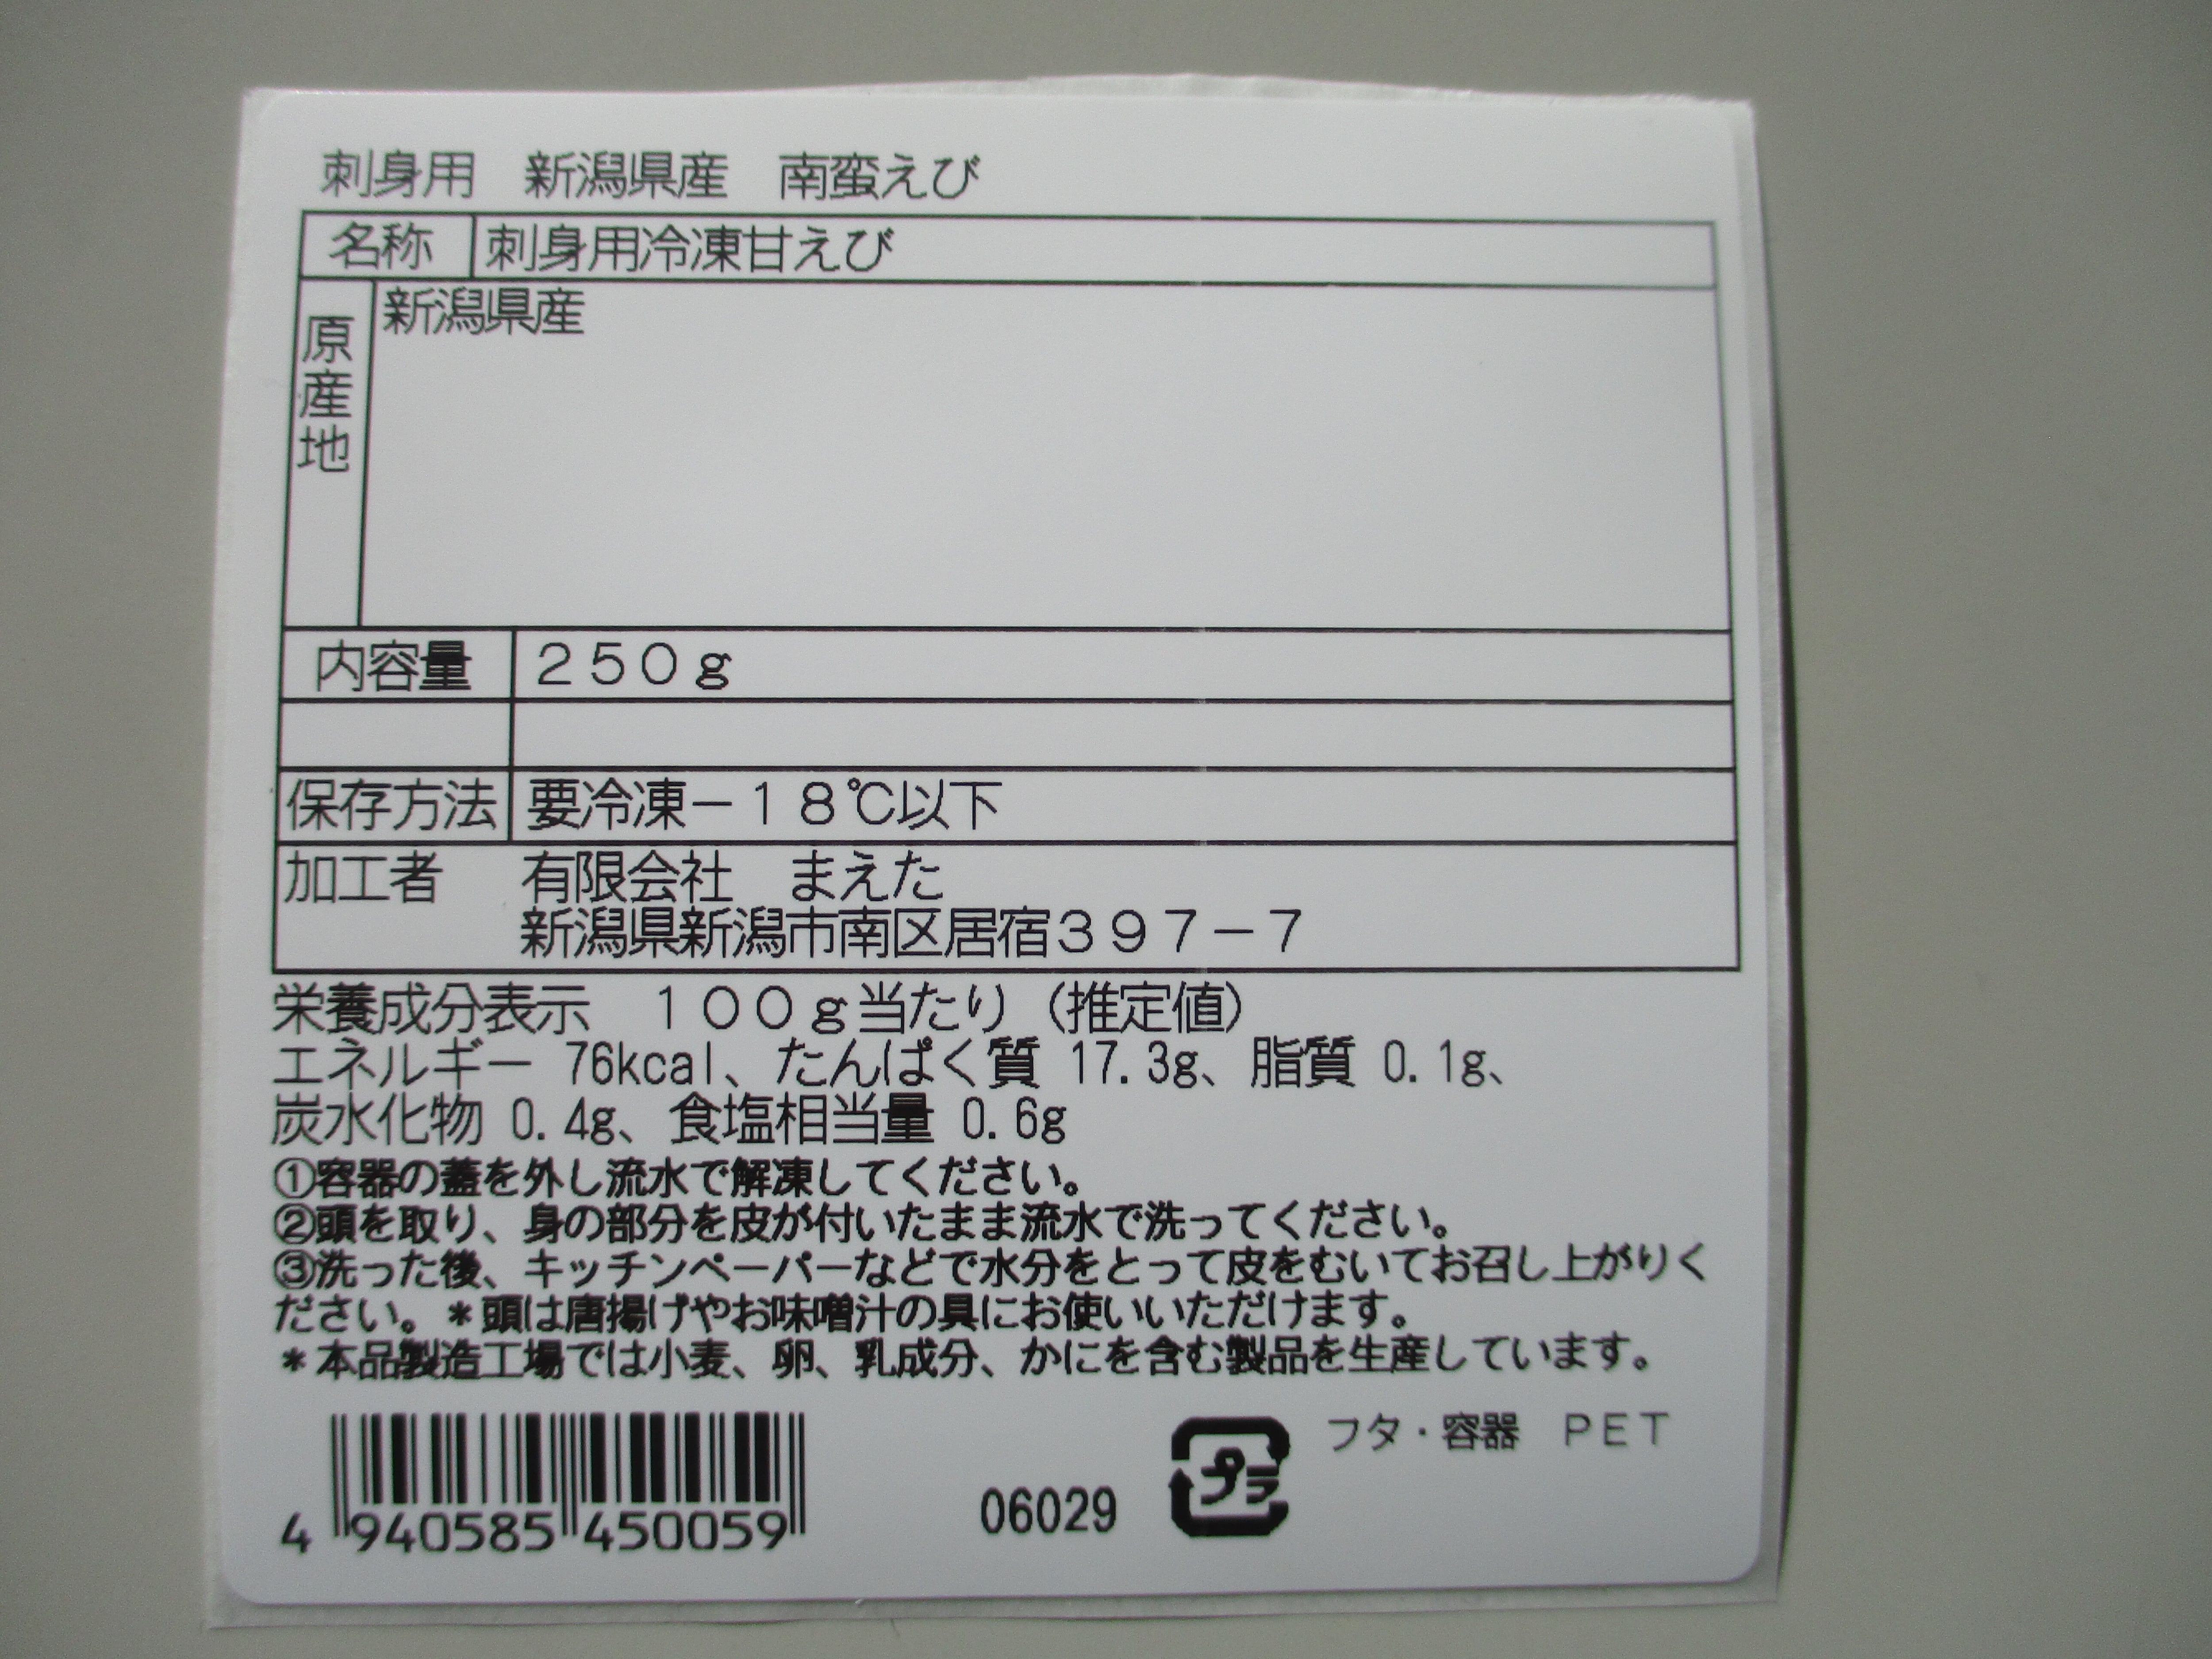 刺身用　新潟県産　南蛮えび
名称 刺身用冷凍甘えび
原産地 新潟県産
内容量 ２５０ｇ
保存方法 要冷凍－１８℃以下
加工者 有限会社　まえた
新潟県新潟市南区居宿３９７－７
栄養成分表示　１００ｇ当たり（推定値）
エネルギー 76kcal、たんぱく質 17.3g、脂質 0.1g、
炭水化物 0.4g、食塩相当量 0.6g
①容器の蓋を外し流水で解凍してください。
②頭を取り、身の部分を皮が付いたまま流水で洗ってください。
③洗った後、キッチンペーパーなどで水分をとって皮をむいてお召し上がりく
ださい。＊頭は唐揚げやお味噌汁の具にお使いいただけます。
＊本品製造工場では小麦、卵、乳成分、かにを含む製品を生産しています。
フタ・容器　ＰＥＴ
プラ
06029
4 940585 450059